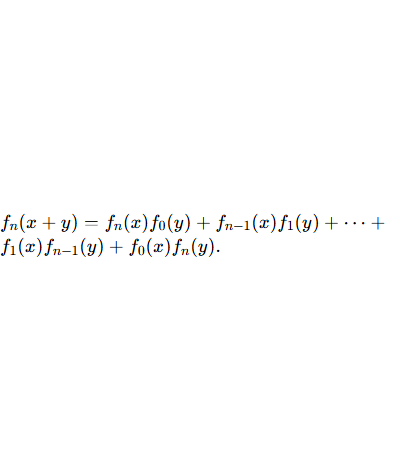 fₙ(x + y) = fₙ(x)f₀(y) + fₙ₋₁(x)f₁(y) + ⋯ +
f₁(x)fₙ₋₁(y) + f₀(x)fₙ(y).